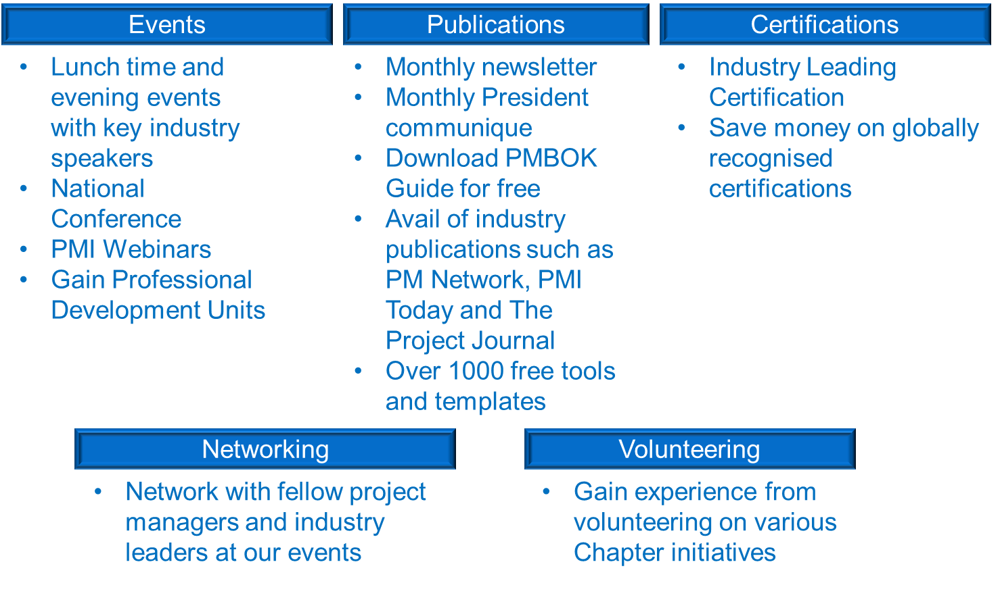 Events
• Lunch time and
evening events
with key industry
speakers
• National
Conference
• PMI Webinars
• Gain Professional
Development Units
Publications
• Monthly newsletter
• Monthly President
communique
• Download PMBOK
Guide for free
• Avail of industry
publications such as
PM Network, PMI
Today and The
Project Journal
• Over 1000 free tools
and templates
Certifications
• Industry Leading
Certification
• Save money on globally
recognised
certifications
Networking
• Network with fellow project
managers and industry
leaders at our events
Volunteering
• Gain experience from
volunteering on various
Chapter initiatives